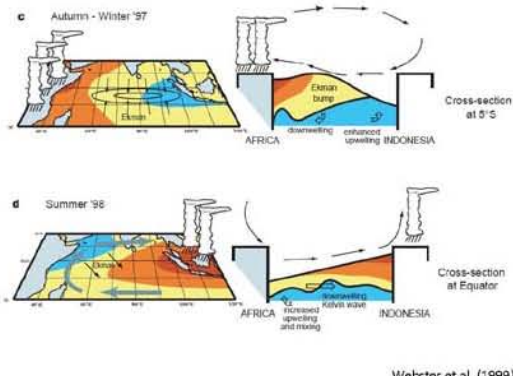 c Autumn - Winter '97
Ekman
Ekman bump
downwelling
enhanced upwelling
AFRICA
INDONESIA
Cross-section at 5°S
d Summer '98
Ekman
downwelling Kelvin wave
AFRICA
increased upwelling and mixing
INDONESIA
Cross-section at Equator
Webster et al. (1999)